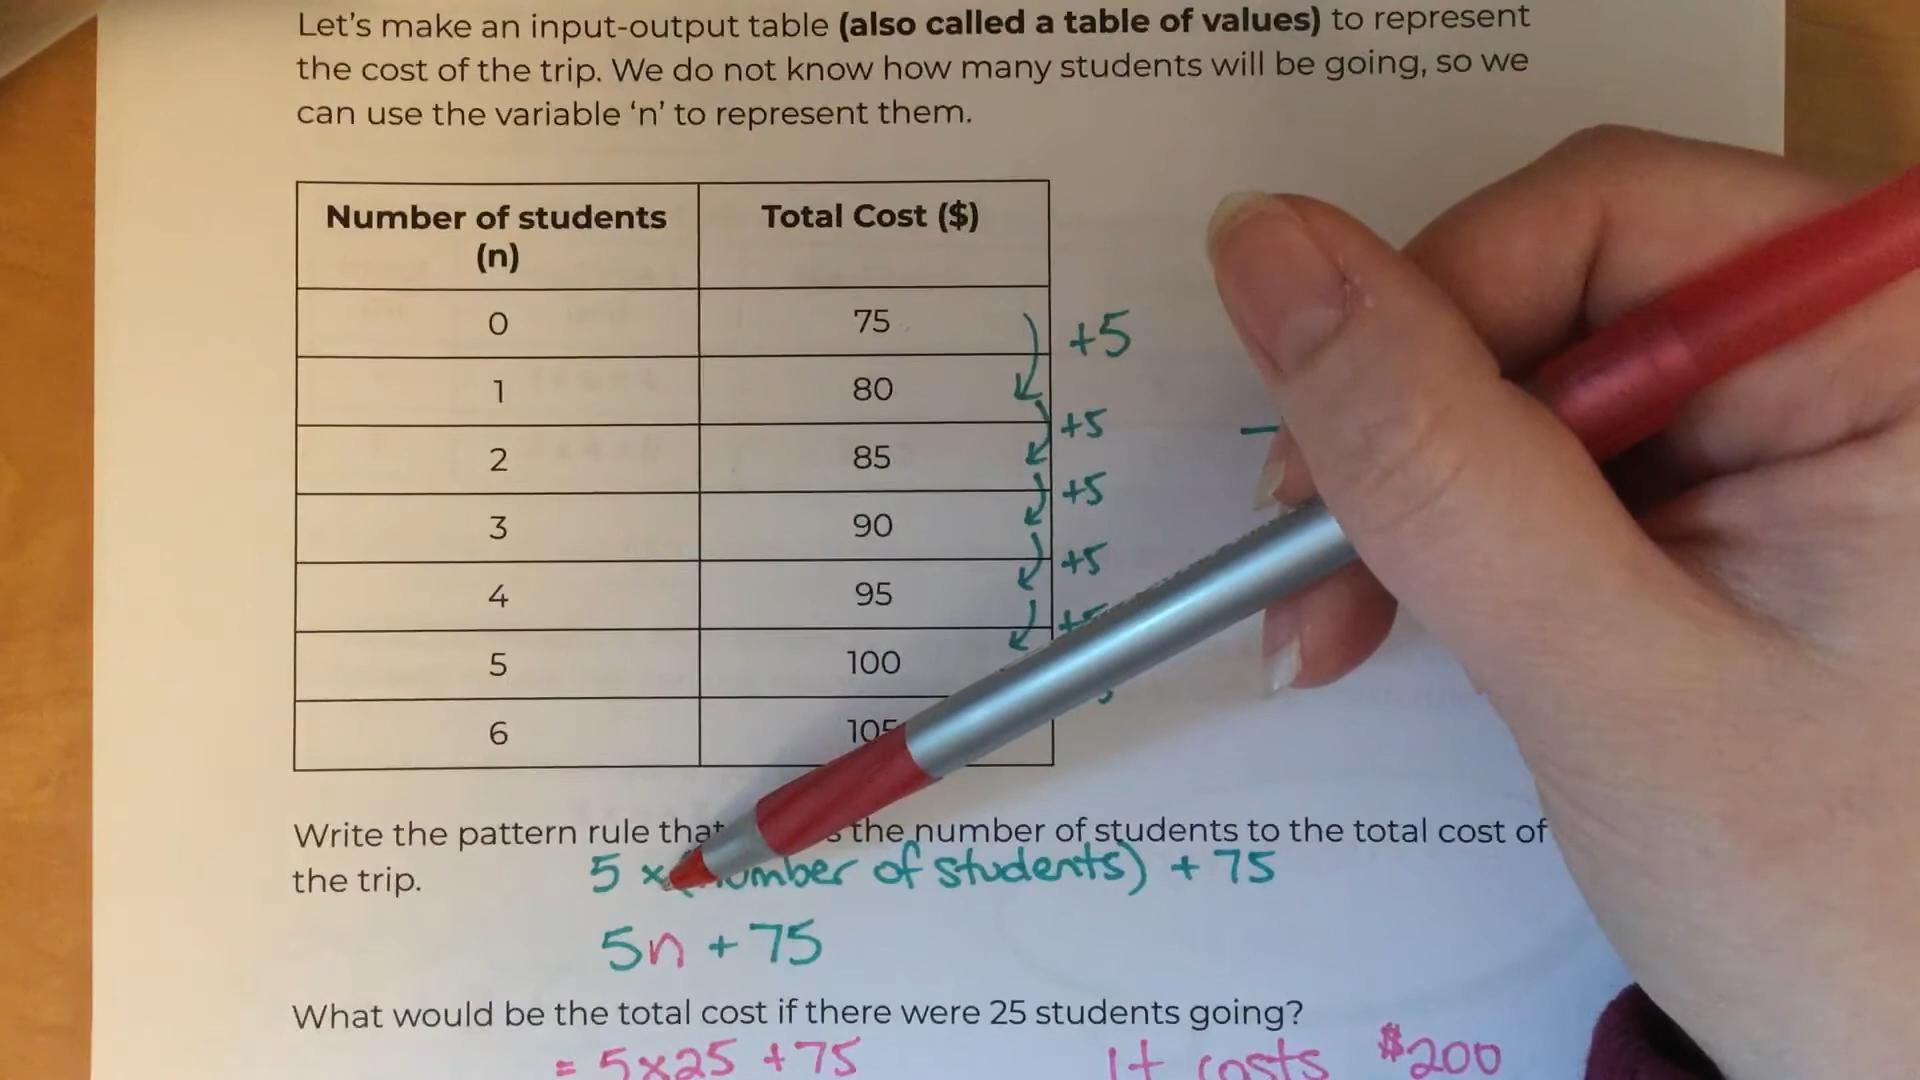 Let's make an input-output table (also called a table of values) to represent
the cost of the trip. We do not know how many students will be going, so we
can use the variable 'n' to represent them.
Number of students Total Cost ($)
(n)
0 75
+5
1 80
+5
2 85
+5
3 90
+5
4 95
5 100
6 105
Write the pattern rule that the number of students to the total cost of
the trip. 5 × of students) + 75
5n + 75
What would be the total cost if there were 25 students going?
= 5×25 +75 It costs $200